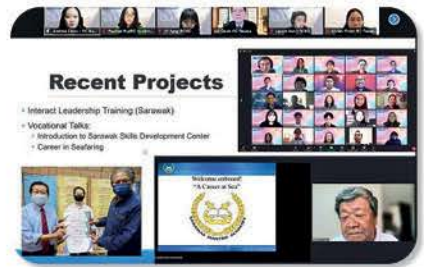 Recent Projects
Interact Leadership Training (Sarawak)
Vocational Talks:
Introduction to Sarawak Skills Development Center
Career in Seafaring
Welcome onboard!
"A Career at Sea"